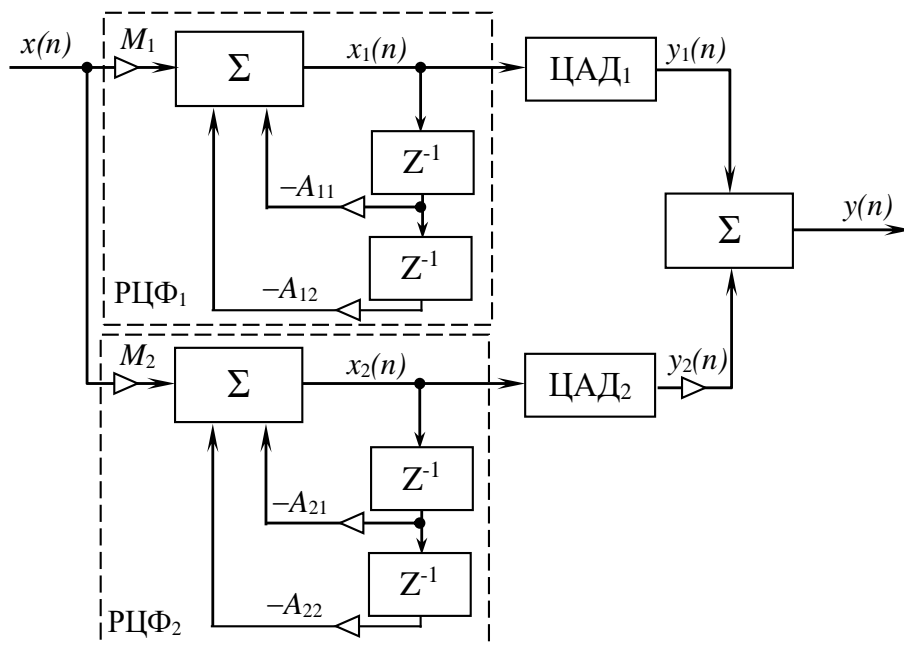 x(n)
M₁
Σ
x₁(n)
ЦАД₁
y₁(n)
Z⁻¹
–A₁₁
Z⁻¹
–A₁₂
РЦФ₁
Σ
y(n)
M₂
Σ
x₂(n)
ЦАД₂
y₂(n)
Z⁻¹
–A₂₁
Z⁻¹
–A₂₂
РЦФ₂